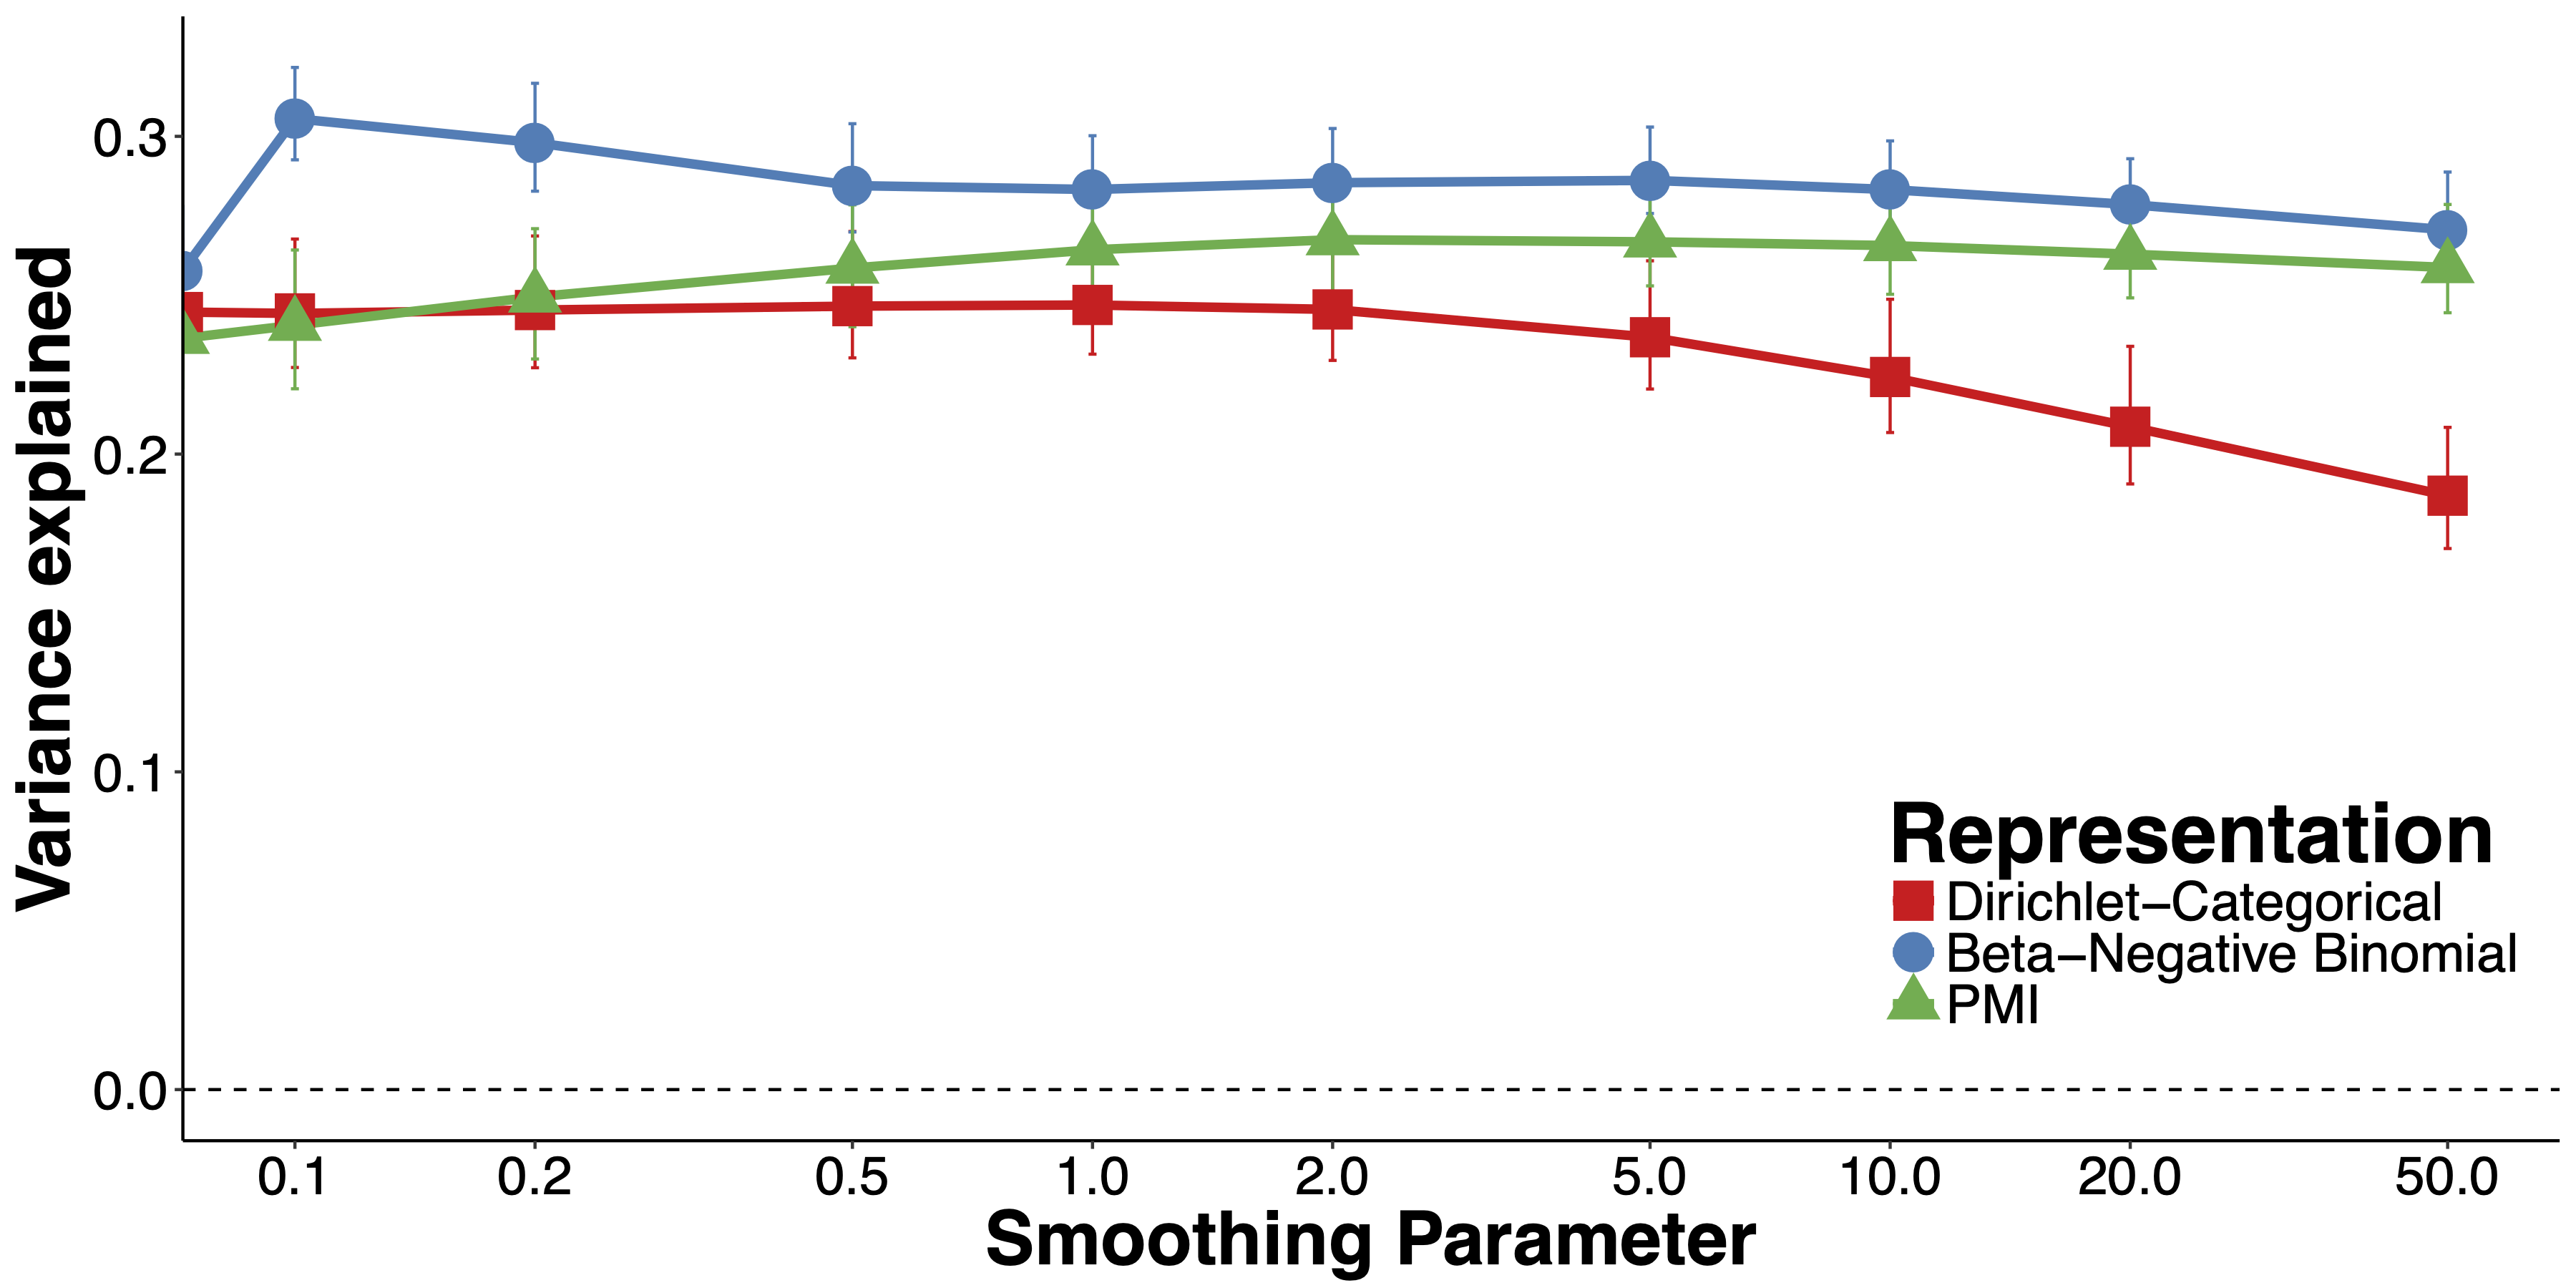 Variance explained
0.3
0.2
0.1
0.0
0.1 0.2 0.5 1.0 2.0 5.0 10.0 20.0 50.0
Smoothing Parameter
Representation
Dirichlet−Categorical
Beta−Negative Binomial
PMI